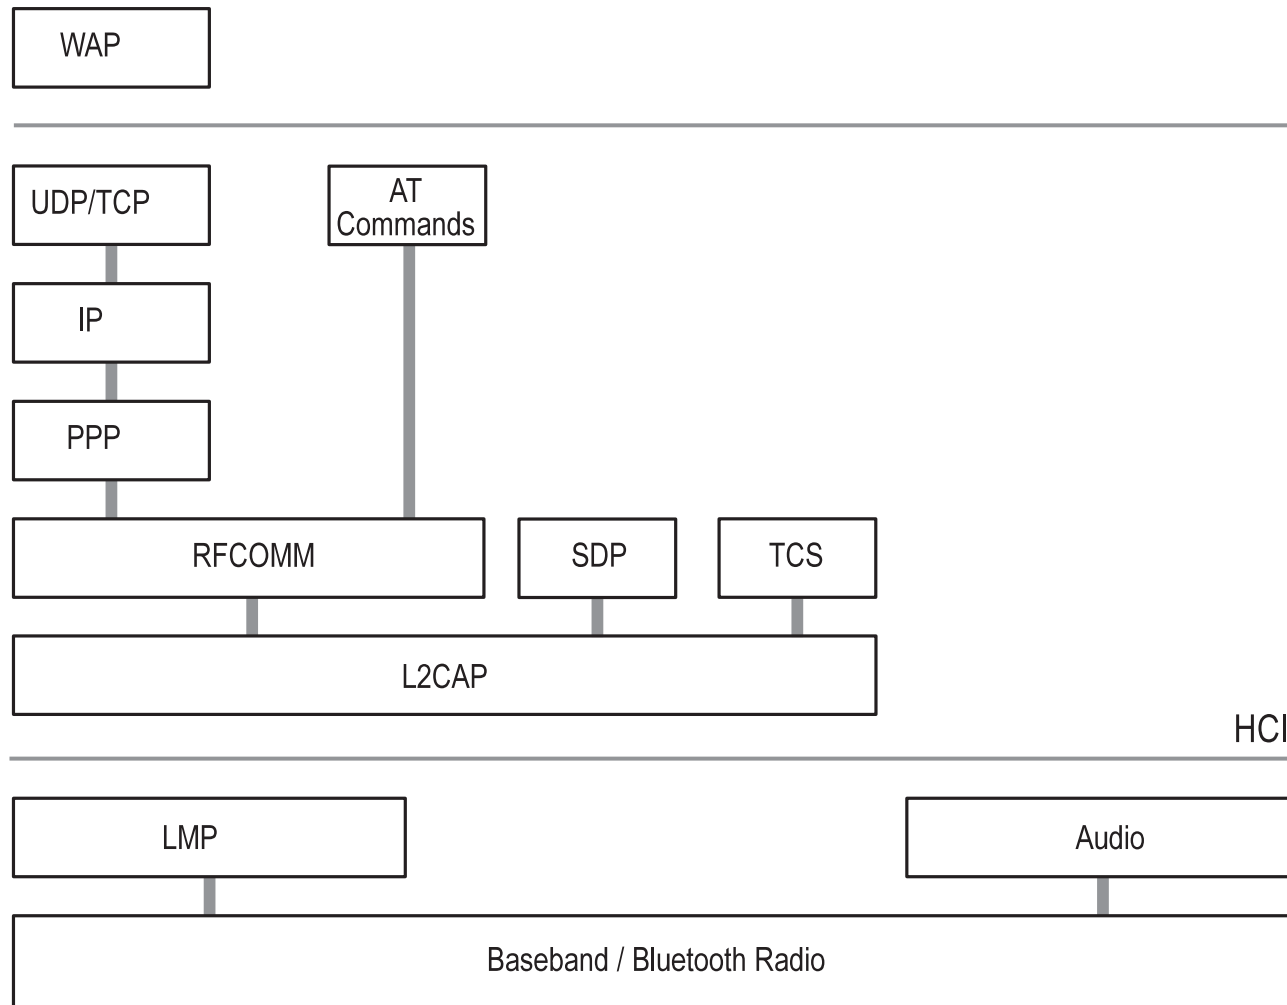 WAP
UDP/TCP
AT
Commands
IP
PPP
RFCOMM
SDP
TCS
L2CAP
HCI
LMP
Audio
Baseband / Bluetooth Radio